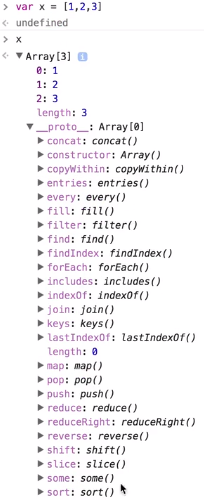 > var x = [1,2,3]
undefined
> x
▼ Array[3] i
0: 1
1: 2
2: 3
length: 3
▼ __proto__: Array[0]
▶ concat: concat()
▶ constructor: Array()
▶ copyWithin: copyWithin()
▶ entries: entries()
▶ every: every()
▶ fill: fill()
▶ filter: filter()
▶ find: find()
▶ findIndex: findIndex()
▶ forEach: forEach()
▶ includes: includes()
▶ indexOf: indexOf()
▶ join: join()
▶ keys: keys()
▶ lastIndexOf: lastIndexOf()
length: 0
▶ map: map()
▶ pop: pop()
▶ push: push()
▶ reduce: reduce()
▶ reduceRight: reduceRight()
▶ reverse: reverse()
▶ shift: shift()
▶ slice: slice()
▶ some: some()
▶ sort: sort()